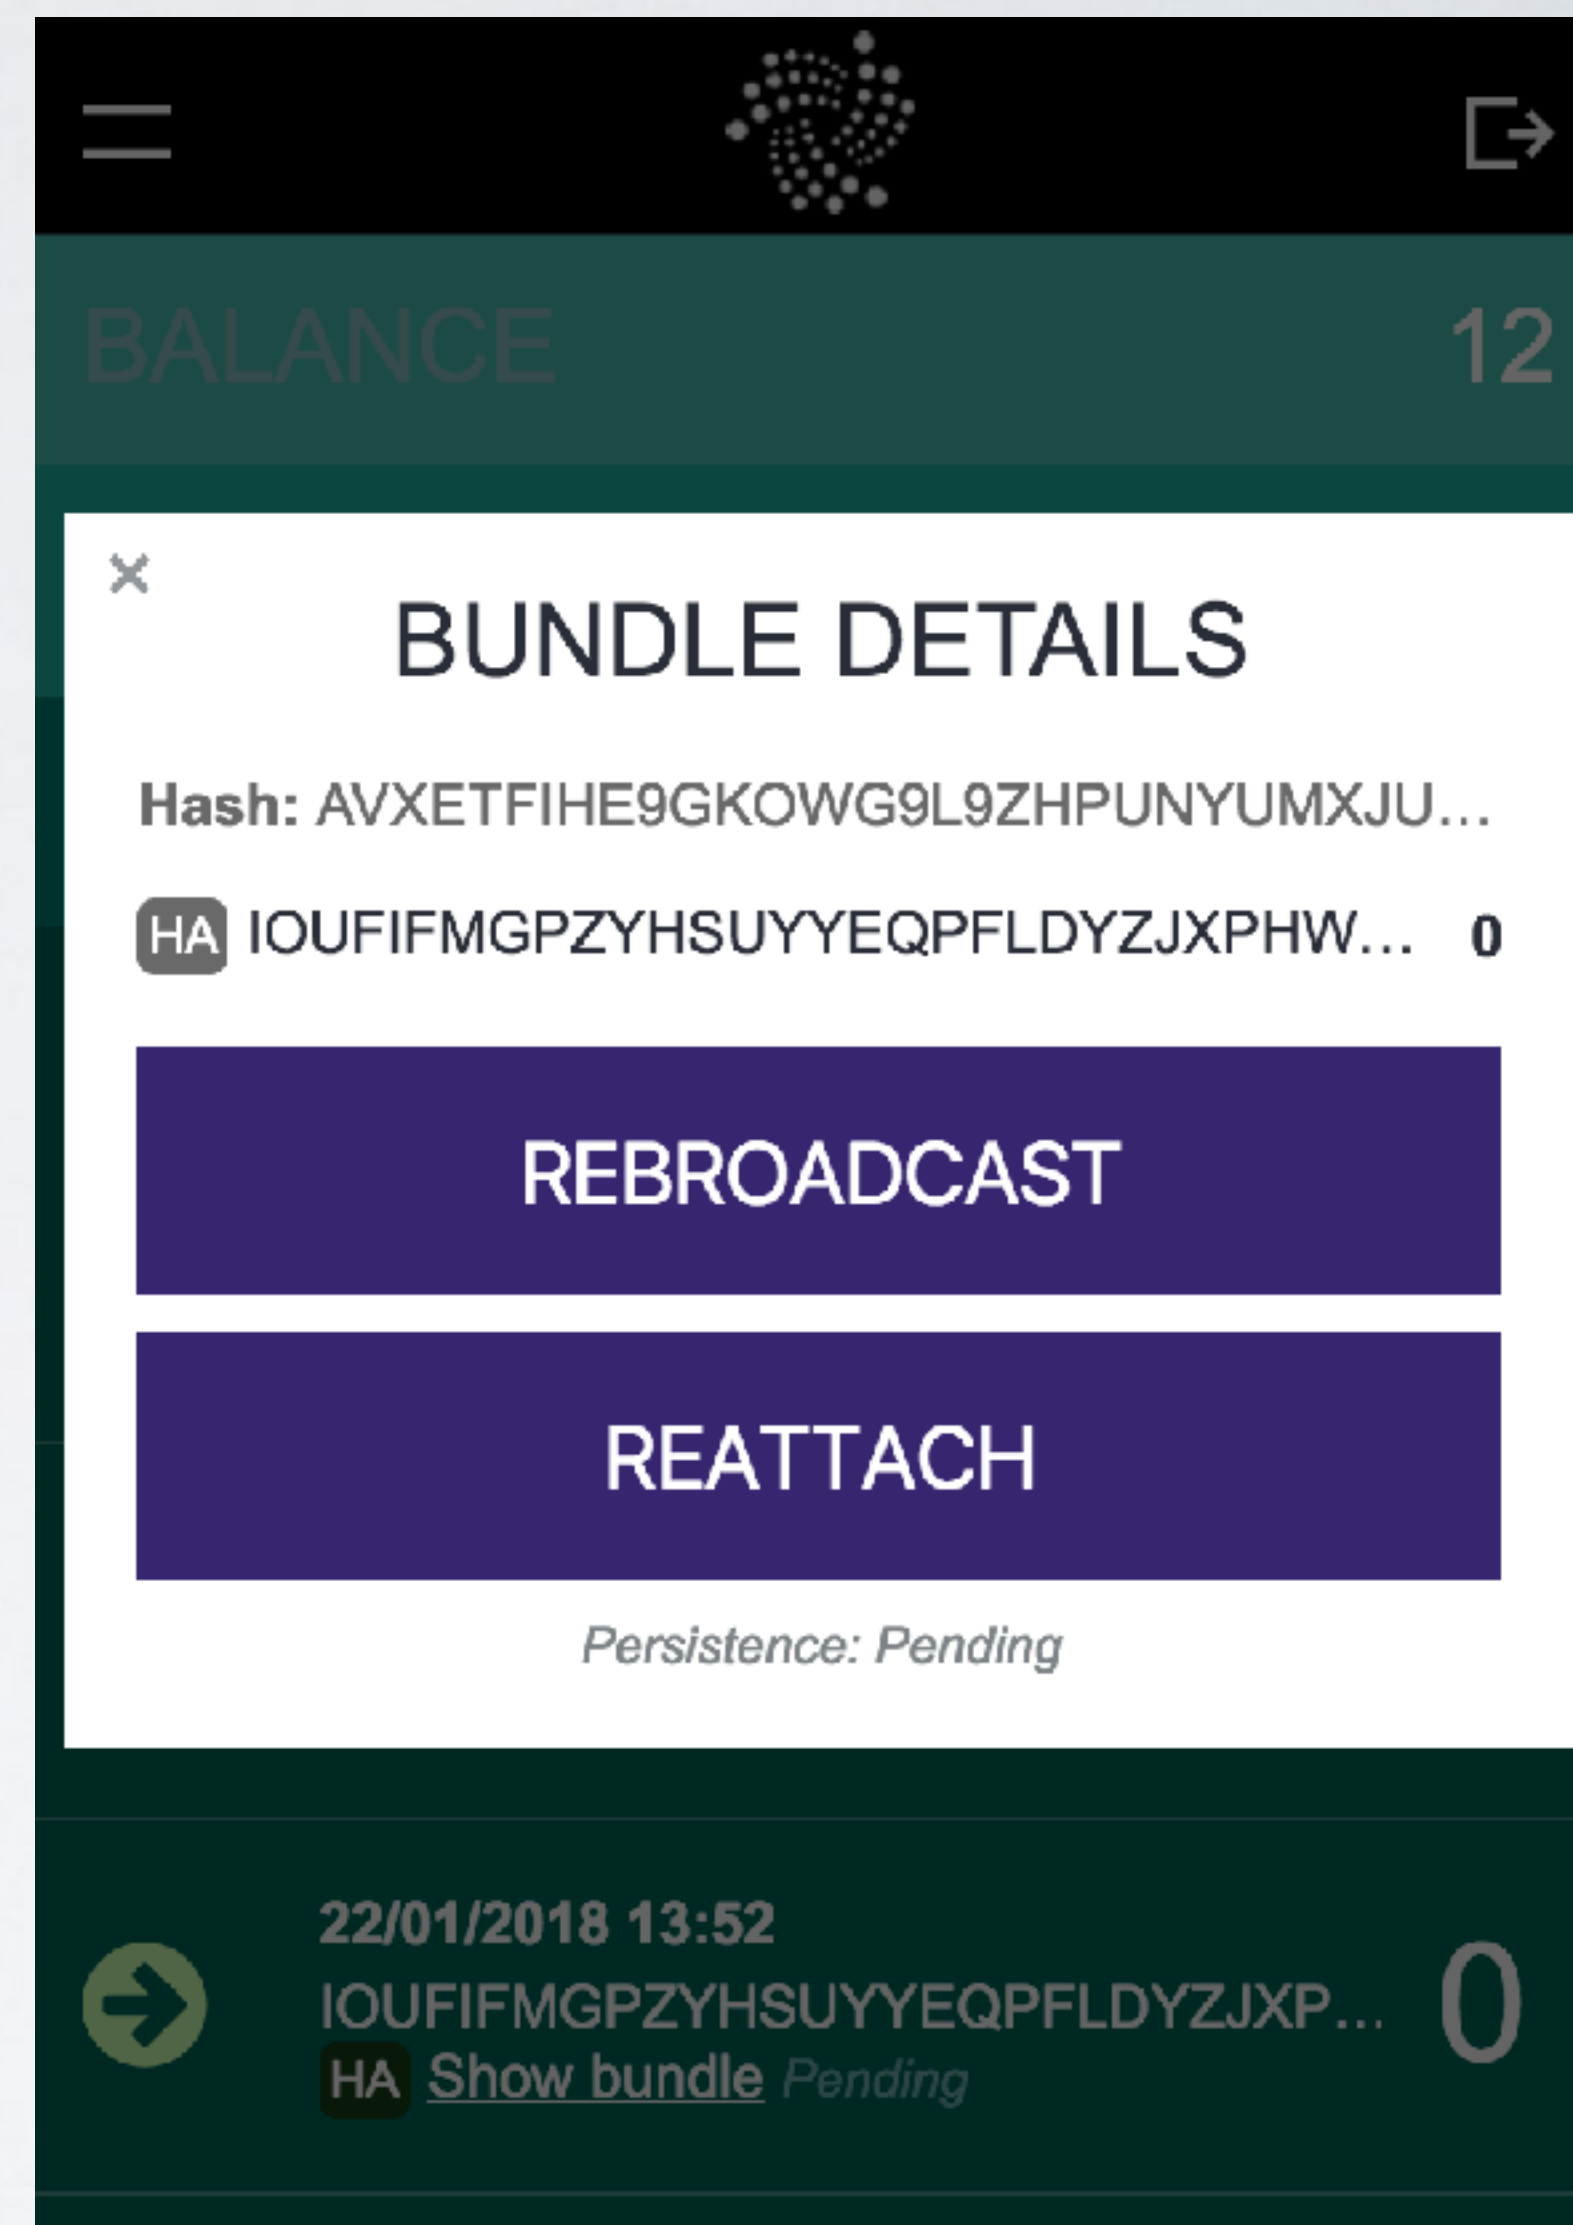 BALANCE 12
×
BUNDLE DETAILS
Hash: AVXETFIHE9GKOWG9L9ZHPUNYUMXJU...
HA IOUFIFMGPZYHSUYYEQPFLDYZJXPHW... 0
REBROADCAST
REATTACH
Persistence: Pending
22/01/2018 13:52
IOUFIFMGPZYHSUYYEQPFLDYZJXP... 0
HA Show bundle Pending